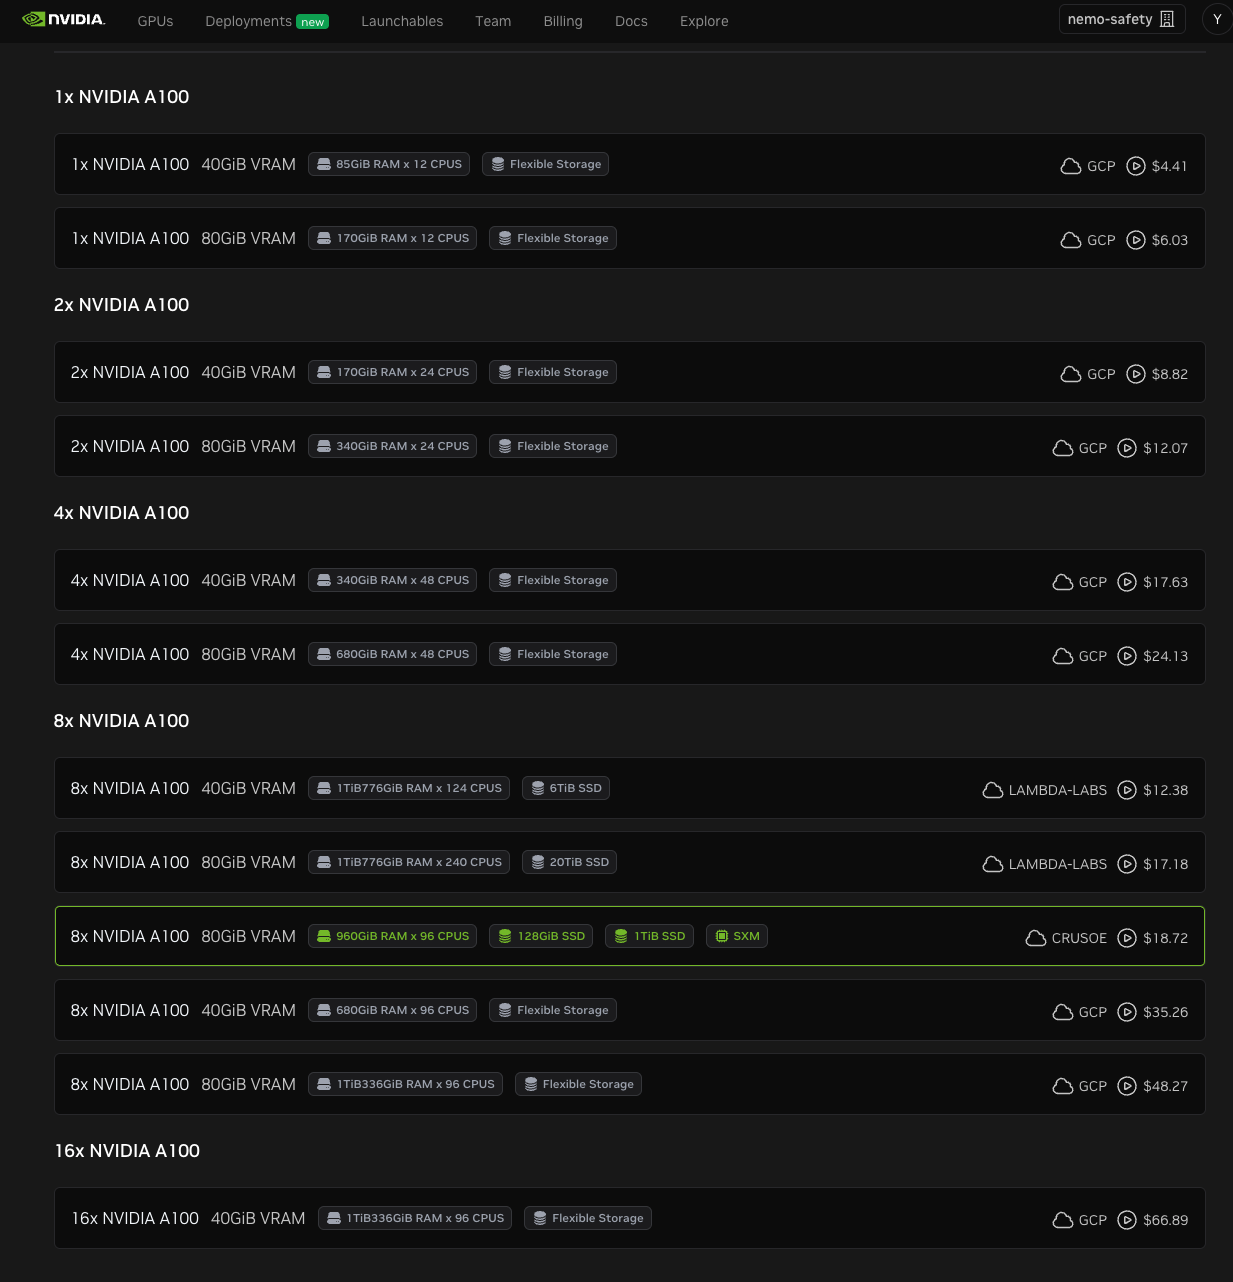 NVIDIA. GPUs Deployments new Launchables Team Billing Docs Explore nemo-safety Y
1x NVIDIA A100
1x NVIDIA A100 40GiB VRAM 85GiB RAM x 12 CPUS Flexible Storage GCP $4.41
1x NVIDIA A100 80GiB VRAM 170GiB RAM x 12 CPUS Flexible Storage GCP $6.03
2x NVIDIA A100
2x NVIDIA A100 40GiB VRAM 170GiB RAM x 24 CPUS Flexible Storage GCP $8.82
2x NVIDIA A100 80GiB VRAM 340GiB RAM x 24 CPUS Flexible Storage GCP $12.07
4x NVIDIA A100
4x NVIDIA A100 40GiB VRAM 340GiB RAM x 48 CPUS Flexible Storage GCP $17.63
4x NVIDIA A100 80GiB VRAM 680GiB RAM x 48 CPUS Flexible Storage GCP $24.13
8x NVIDIA A100
8x NVIDIA A100 40GiB VRAM 1TiB776GiB RAM x 124 CPUS 6TiB SSD LAMBDA-LABS $12.38
8x NVIDIA A100 80GiB VRAM 1TiB776GiB RAM x 240 CPUS 20TiB SSD LAMBDA-LABS $17.18
8x NVIDIA A100 80GiB VRAM 960GiB RAM x 96 CPUS 128GiB SSD 1TiB SSD SXM CRUSOE $18.72
8x NVIDIA A100 40GiB VRAM 680GiB RAM x 96 CPUS Flexible Storage GCP $35.26
8x NVIDIA A100 80GiB VRAM 1TiB336GiB RAM x 96 CPUS Flexible Storage GCP $48.27
16x NVIDIA A100
16x NVIDIA A100 40GiB VRAM 1TiB336GiB RAM x 96 CPUS Flexible Storage GCP $66.89